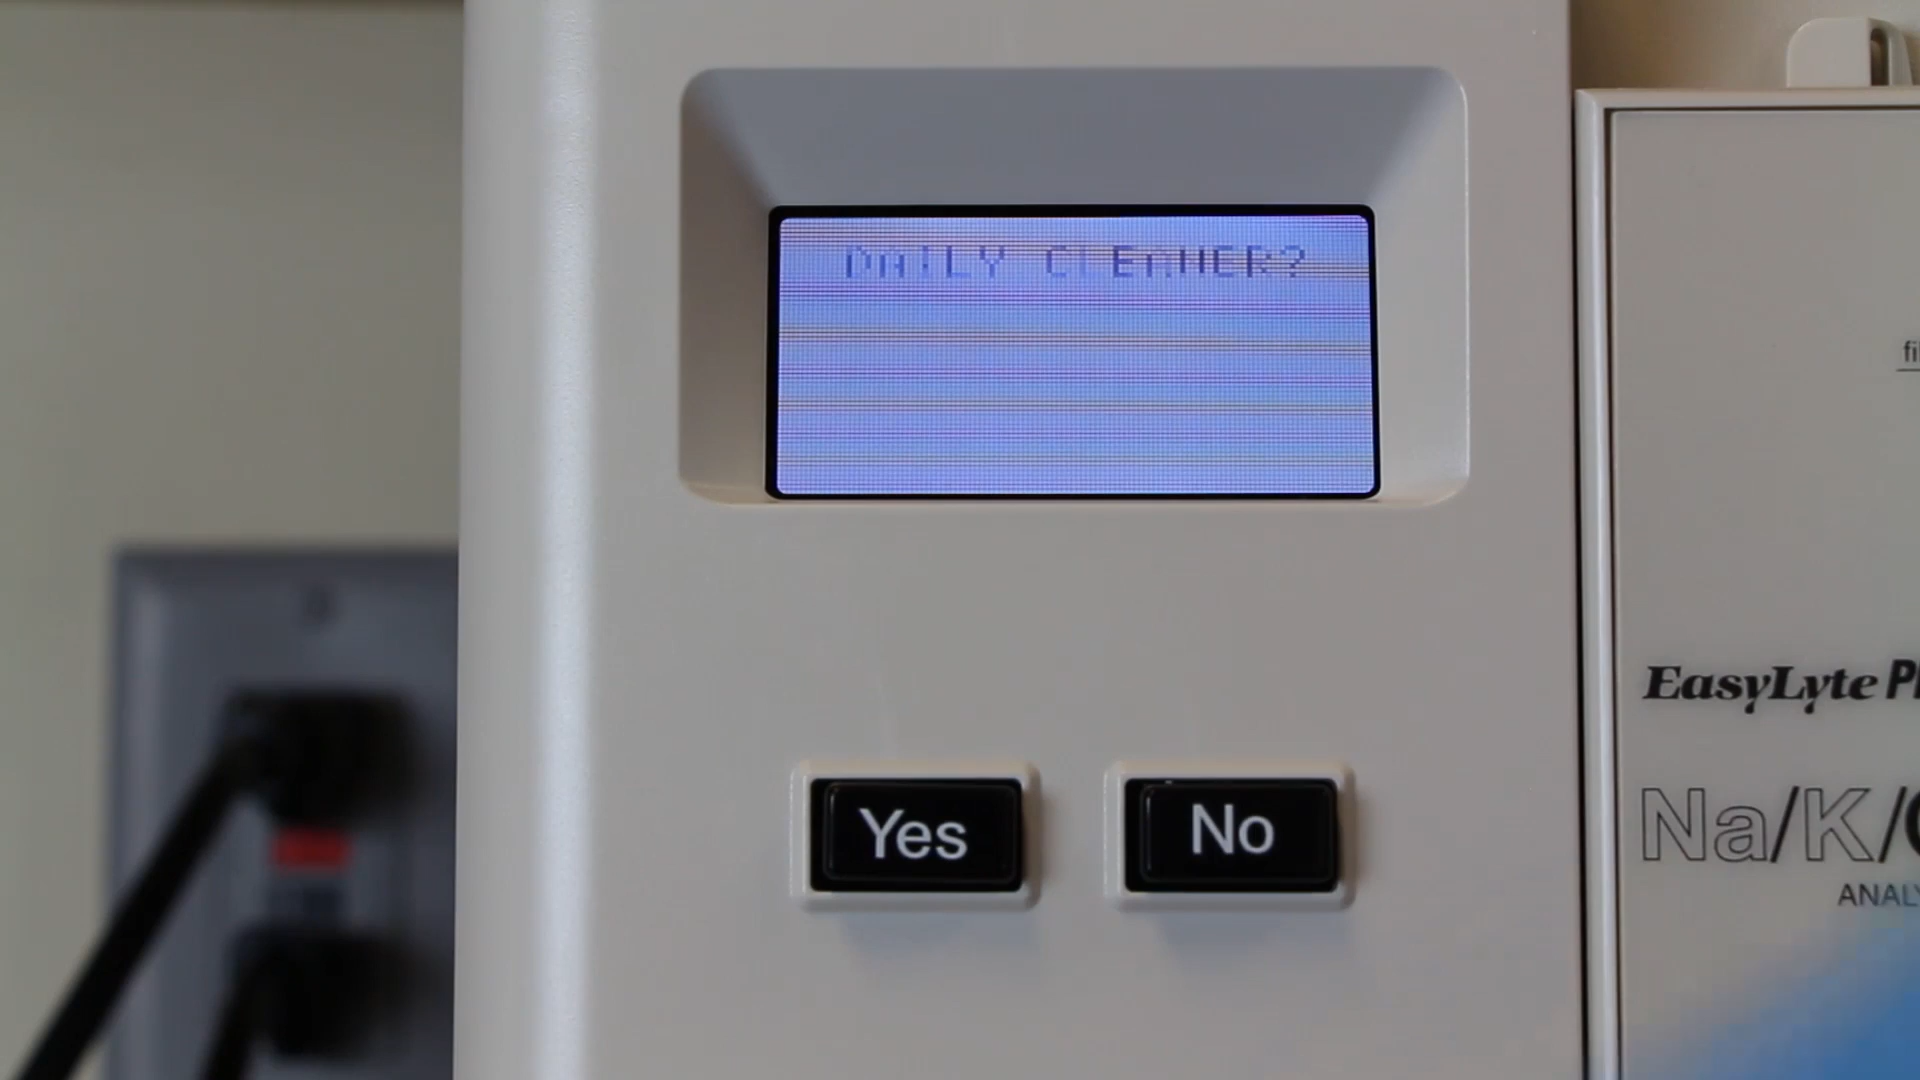 DAILY CLEANER?
Yes
No
EasyLyte
Na/K/